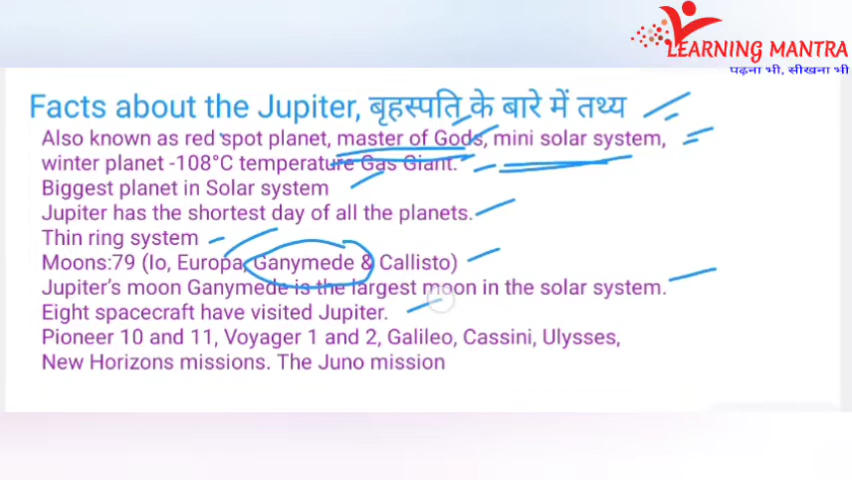 LEARNING MANTRA
पढ़ना भी, सीखना भी
Facts about the Jupiter, बृहस्पति के बारे में तथ्य
Also known as red spot planet, master of Gods, mini solar system,
winter planet -108°C temperature Gas Giant.
Biggest planet in Solar system
Jupiter has the shortest day of all the planets.
Thin ring system
Moons:79 (Io, Europa, Ganymede & Callisto)
Jupiter's moon Ganymede is the largest moon in the solar system.
Eight spacecraft have visited Jupiter.
Pioneer 10 and 11, Voyager 1 and 2, Galileo, Cassini, Ulysses,
New Horizons missions. The Juno mission